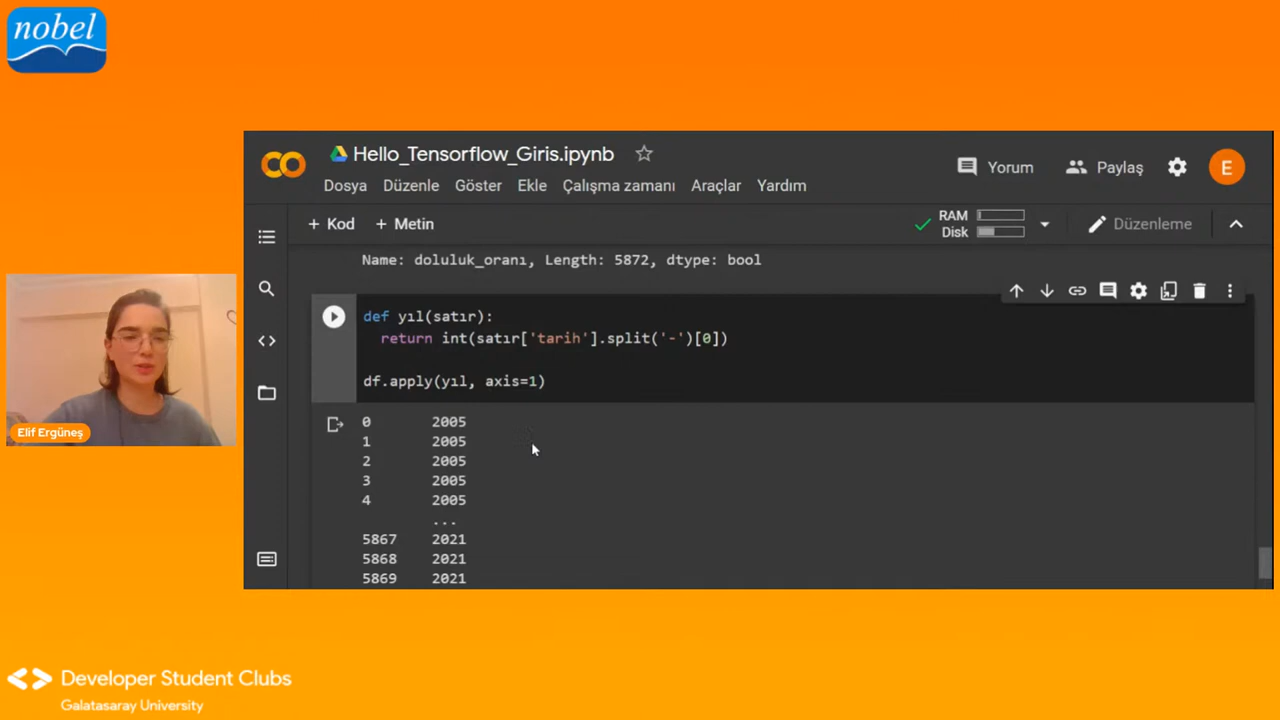 nobel
Hello_Tensorflow_Giris.ipynb
Yorum
Paylaş
E
Dosya
Düzenle
Göster
Ekle
Çalışma zamanı
Araçlar
Yardım
+ Kod
+ Metin
RAM
Disk
Düzenleme
Name: doluluk_oranı, Length: 5872, dtype: bool
def yıl(satır):
return int(satır['tarih'].split('-')[0])
df.apply(yıl, axis=1)
0 2005
1 2005
2 2005
3 2005
4 2005
...
5867 2021
5868 2021
5869 2021
Elif Ergüneş
Developer Student Clubs
Galatasaray University